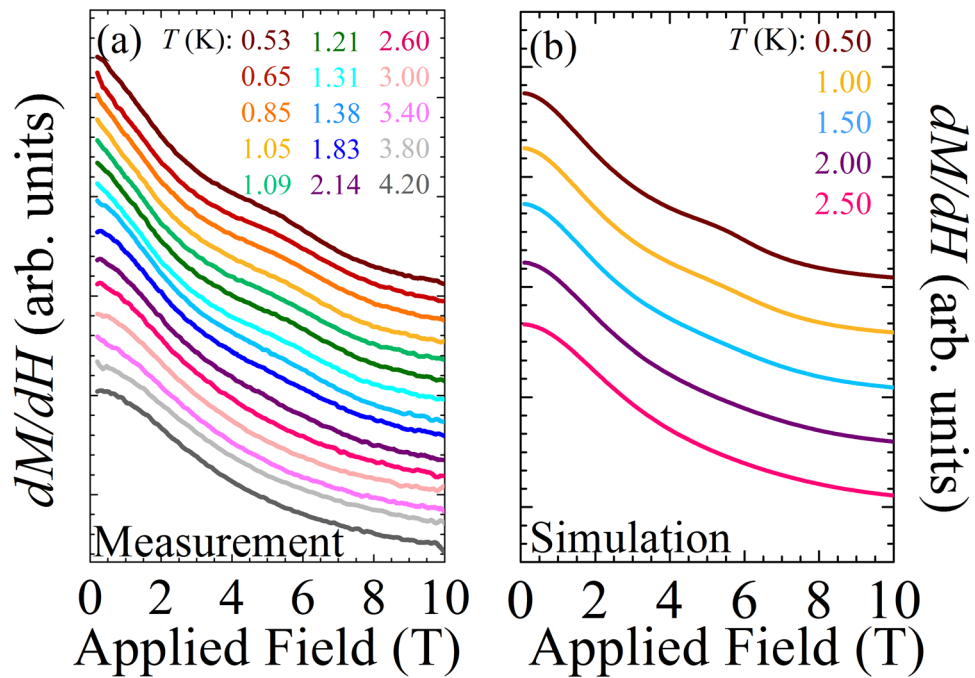 (a)
T (K): 0.53 1.21 2.60
0.65 1.31 3.00
0.85 1.38 3.40
1.05 1.83 3.80
1.09 2.14 4.20
dM/dH (arb. units)
Measurement
0 2 4 6 8 10
Applied Field (T)
(b)
T (K): 0.50
1.00
1.50
2.00
2.50
dM/dH (arb. units)
Simulation
0 2 4 6 8 10
Applied Field (T)